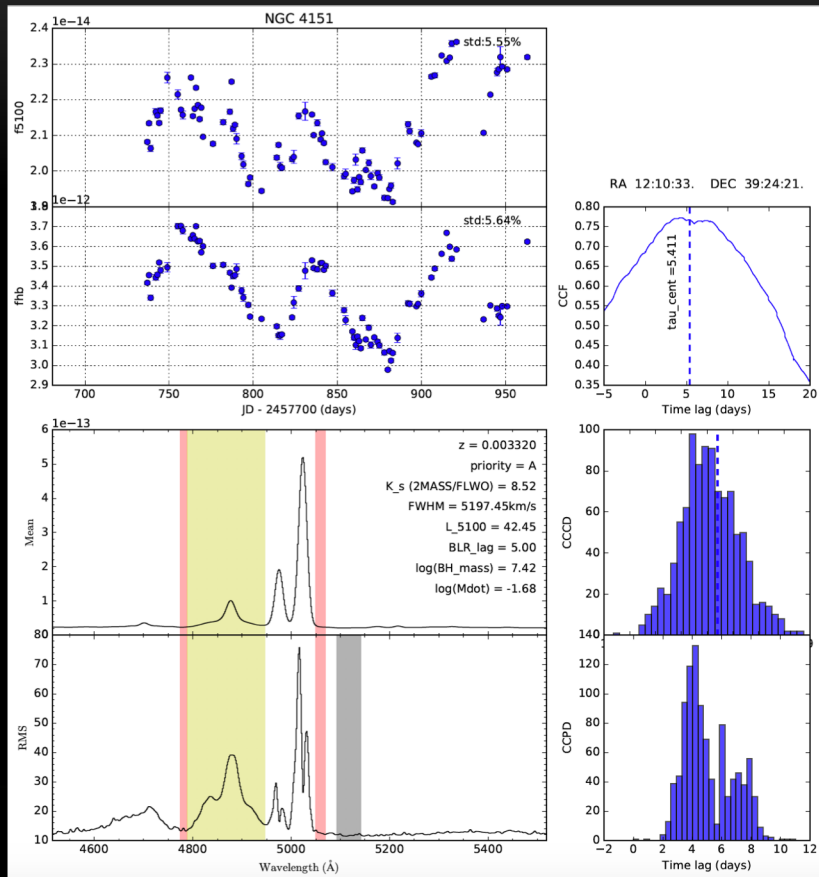 NGC 4151
1e−14
2.4
2.3
2.2
2.1
2.0
f5100
std:5.55%
1e−12
3.7
3.6
3.5
3.4
3.3
3.2
3.1
3.0
2.9
fhb
std:5.64%
700 750 800 850 900 950
JD - 2457700 (days)
RA 12:10:33. DEC 39:24:21.
0.80
0.75
0.70
0.65
0.60
0.55
0.50
0.45
0.40
0.35
CCF
tau_cent =5.411
−5 0 5 10 15 20
Time lag (days)
1e−13
6
5
4
3
2
1
Mean
z = 0.003320
priority = A
K_s (2MASS/FLWO) = 8.52
FWHM = 5197.45km/s
L_5100 = 42.45
BLR_lag = 5.00
log(BH_mass) = 7.42
log(Mdot) = -1.68
80
70
60
50
40
30
20
10
RMS
4600 4800 5000 5200 5400
Wavelength (Å)
100
80
60
40
20
CCCD
140
120
100
80
60
40
20
0
CCPD
−2 0 2 4 6 8 10 12
Time lag (days)